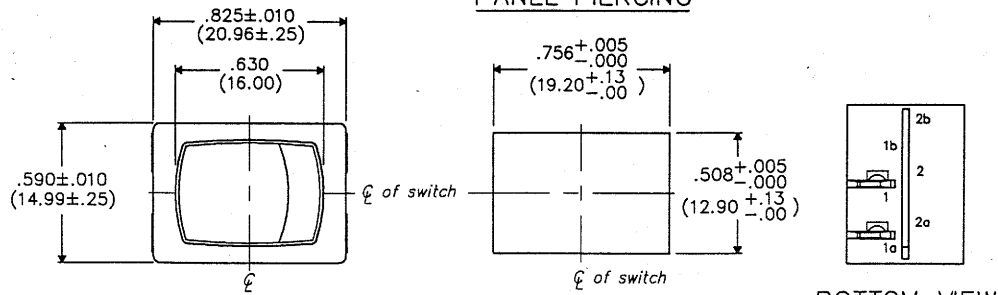 PANEL PIERCING
.825±.010
(20.96±.25)
.630
(16.00)
.756+.005
-.000
(19.20+.13
-.00)
.590±.010
(14.99±.25)
℄ of switch
.508+.005
-.000
(12.90+.13
-.00)
2b
1b
2
1
2a
1a
℄
℄ of switch
BOTTOM VIEW